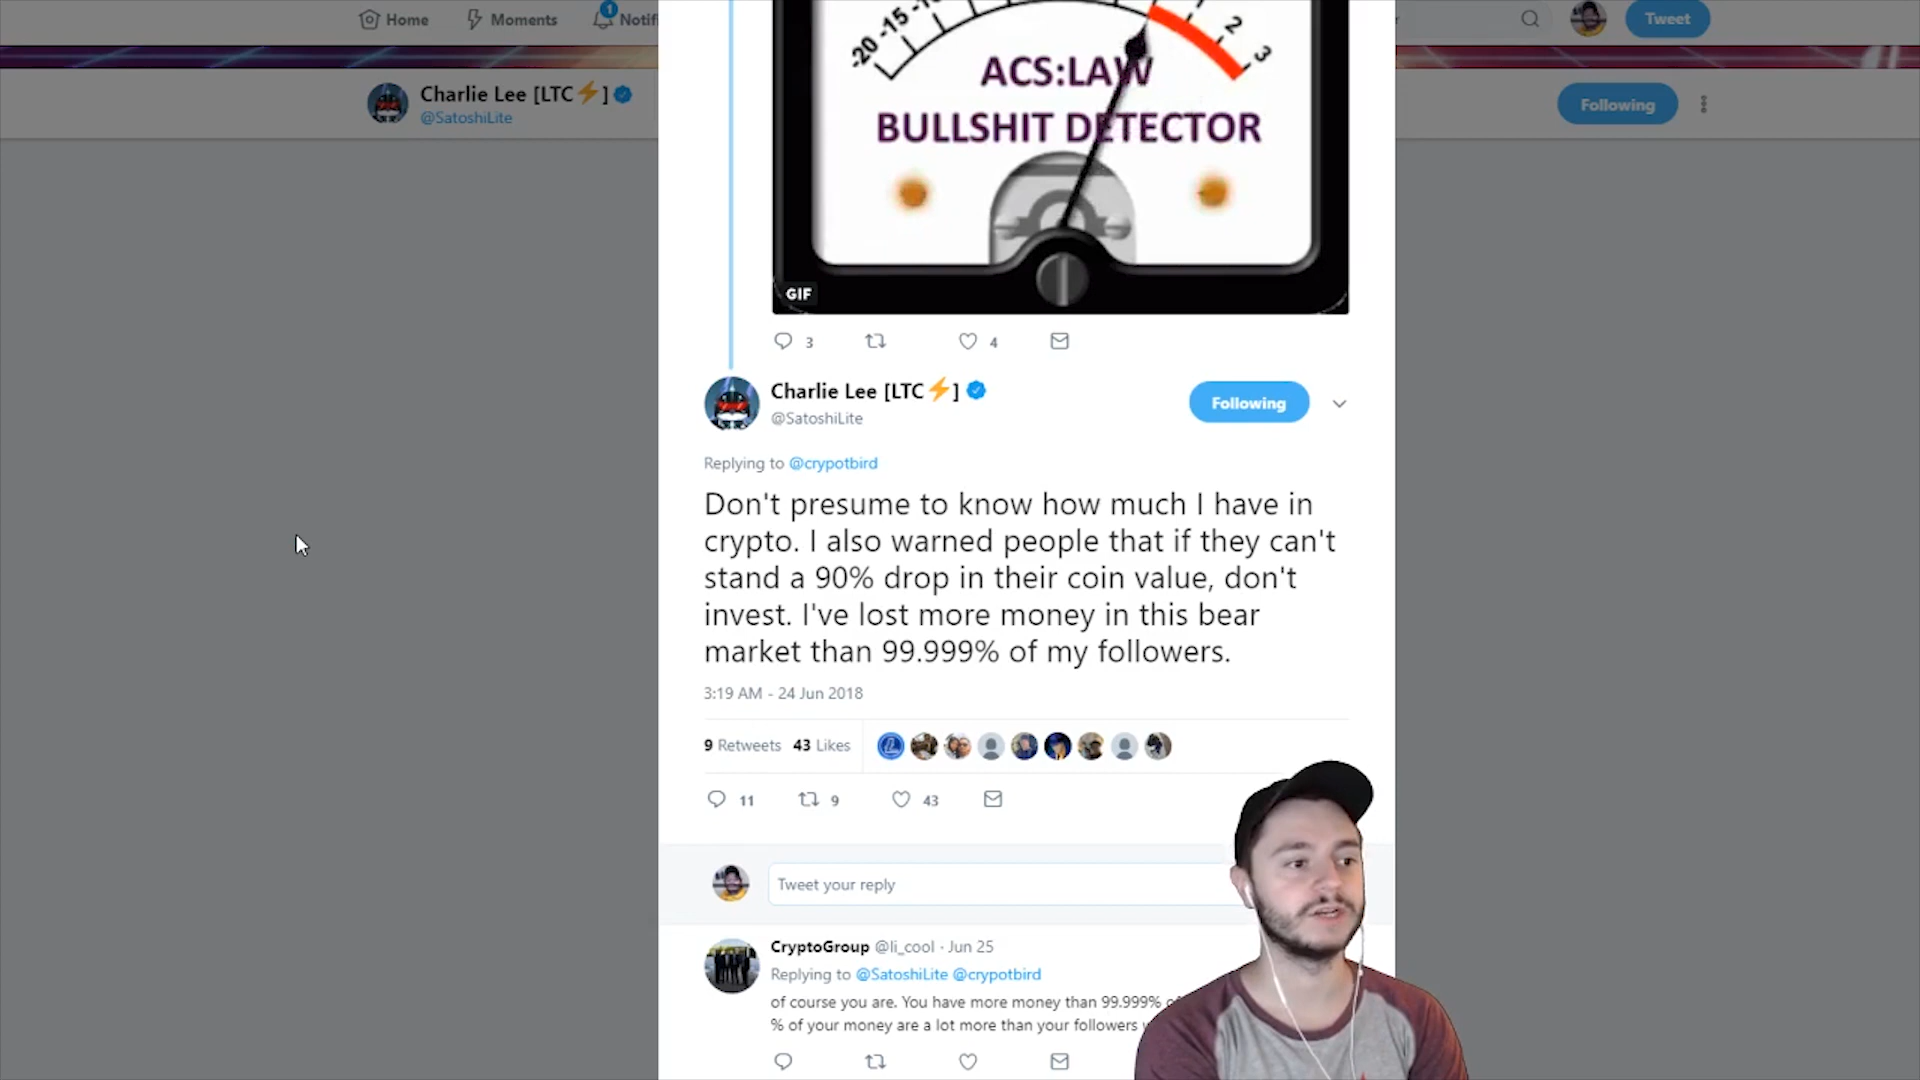 Home
Moments
1
Notifi
Tweet
Charlie Lee [LTC⚡]
@SatoshiLite
Following
-20 -15 -10 1 2 3
ACS:LAW
BULLSHIT DETECTOR
GIF
3 4
Charlie Lee [LTC⚡]
@SatoshiLite
Following
Replying to @crypotbird
Don't presume to know how much I have in
crypto. I also warned people that if they can't
stand a 90% drop in their coin value, don't
invest. I've lost more money in this bear
market than 99.999% of my followers.
3:19 AM - 24 Jun 2018
9 Retweets 43 Likes
11 9 43
Tweet your reply
CryptoGroup @li_cool · Jun 25
Replying to @SatoshiLite @crypotbird
of course you are. You have more money than 99.999%
% of your money are a lot more than your followers